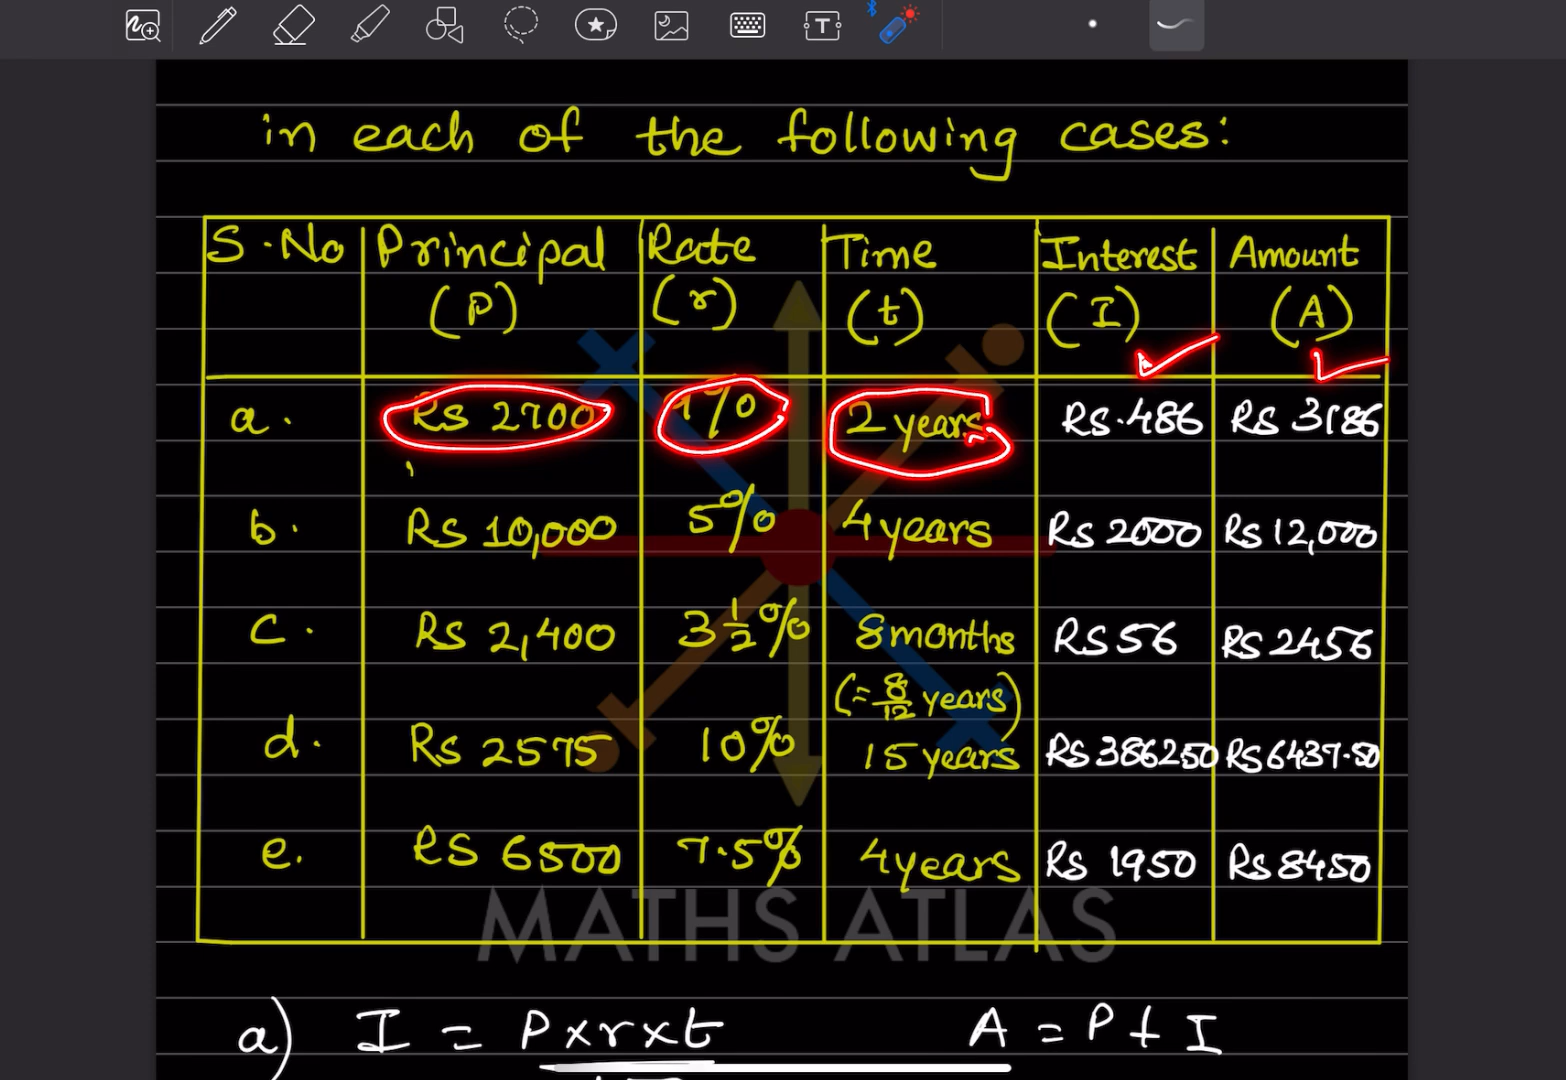 in each of the following cases:
S.No Principal (P) Rate (r) Time (t) Interest (I) Amount (A)
a. Rs 2700 9% 2 years Rs.486 Rs 3186
b. Rs 10,000 5% 4 years Rs 2000 Rs 12,000
c. Rs 2,400 3 1/2 % 8 months (= 8/12 years) RS 56 Rs 2456
d. Rs 2575 10% 15 years Rs 386250 Rs 6437.50
e. RS 6500 7.5% 4 years Rs 1950 Rs 8450
MATHS ATLAS
a) I = P x r x t A = P + I